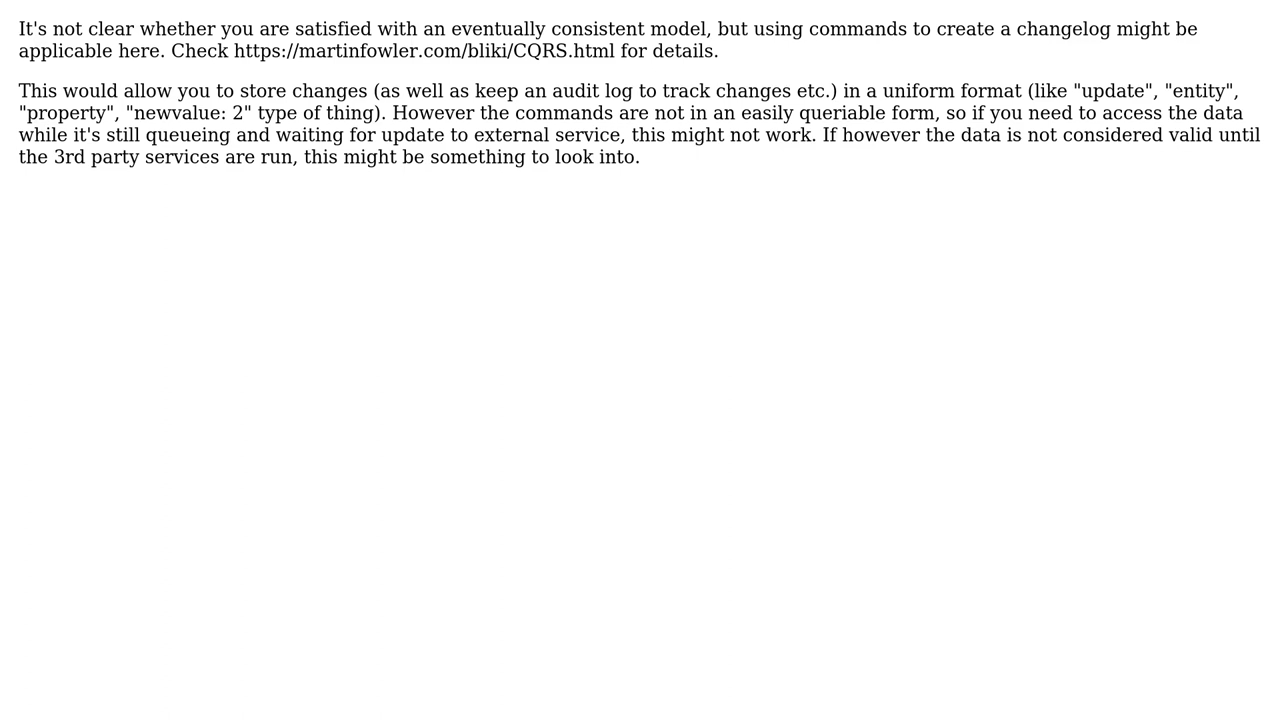 It's not clear whether you are satisfied with an eventually consistent model, but using commands to create a changelog might be
applicable here. Check https://martinfowler.com/bliki/CQRS.html for details.
This would allow you to store changes (as well as keep an audit log to track changes etc.) in a uniform format (like "update", "entity",
"property", "newvalue: 2" type of thing). However the commands are not in an easily queriable form, so if you need to access the data
while it's still queueing and waiting for update to external service, this might not work. If however the data is not considered valid until
the 3rd party services are run, this might be something to look into.